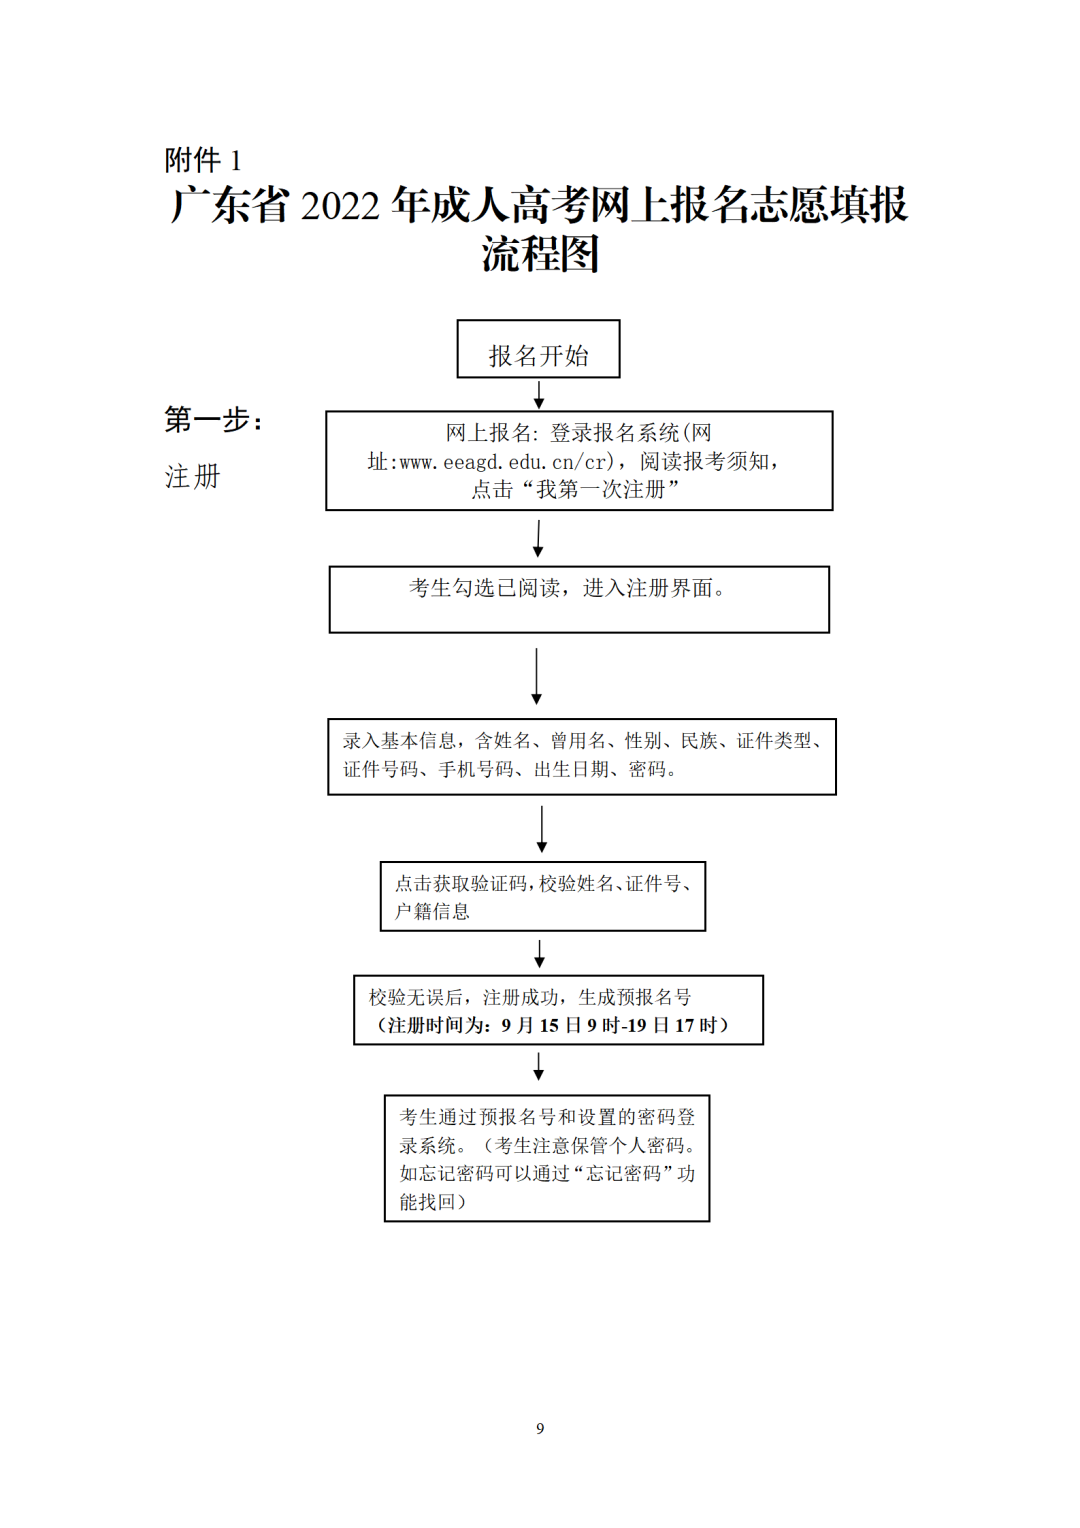 附件 1
广东省 2022 年成人高考网上报名志愿填报
流程图
报名开始
第一步：
注册
网上报名: 登录报名系统(网
址:www.eeagd.edu.cn/cr)，阅读报考须知，
点击“我第一次注册”
考生勾选已阅读，进入注册界面。
录入基本信息，含姓名、曾用名、性别、民族、证件类型、
证件号码、手机号码、出生日期、密码。
点击获取验证码,校验姓名、证件号、
户籍信息
校验无误后，注册成功，生成预报名号
（注册时间为：9 月 15 日 9 时-19 日 17 时）
考生通过预报名号和设置的密码登
录系统。（考生注意保管个人密码。
如忘记密码可以通过“忘记密码”功
能找回）
9